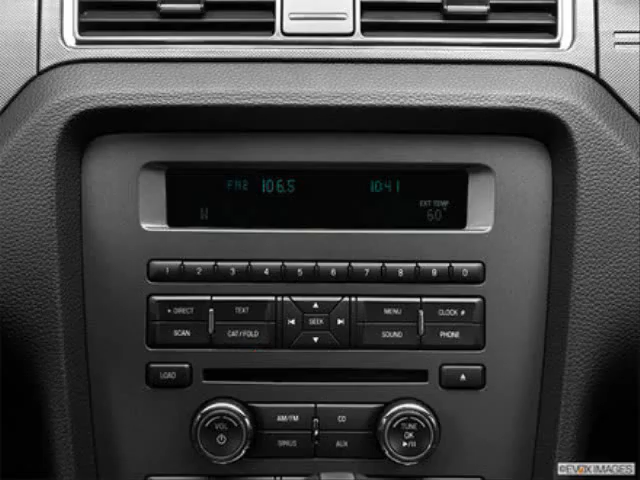 FM2 106.5 10:41
EXT TEMP
W 60°
1 2 3 4 5 6 7 8 9 0
DIRECT TEXT MENU CLOCK
SEEK
SCAN CAT/FOLD SOUND PHONE
LOAD
AM/FM CD
VOL TUNE
OK
SIRIUS AUX
©EVOX IMAGES